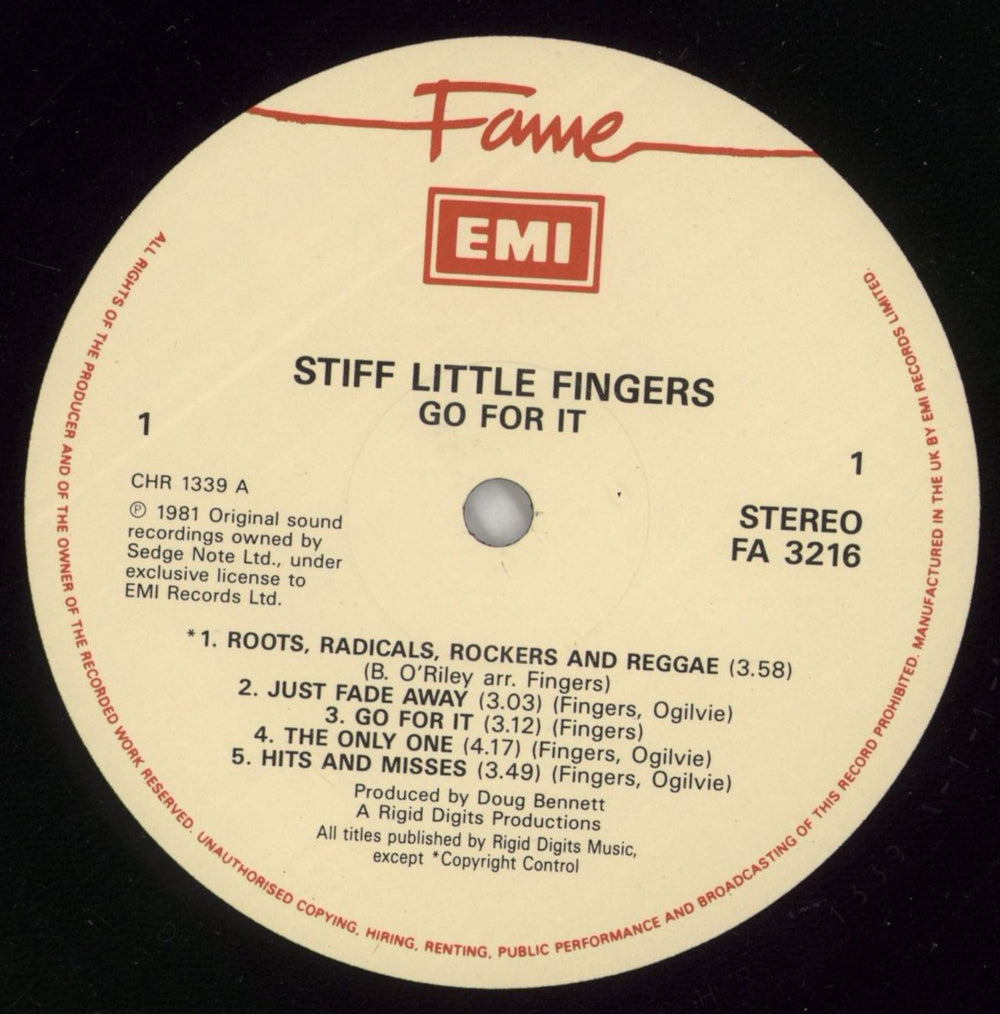 Fame
EMI
STIFF LITTLE FINGERS
GO FOR IT
1
1
CHR 1339 A
℗ 1981 Original sound
recordings owned by
Sedge Note Ltd., under
exclusive license to
EMI Records Ltd.
STEREO
FA 3216
*1. ROOTS, RADICALS, ROCKERS AND REGGAE (3.58)
(B. O'Riley arr. Fingers)
2. JUST FADE AWAY (3.03) (Fingers, Ogilvie)
3. GO FOR IT (3.12) (Fingers)
4. THE ONLY ONE (4.17) (Fingers, Ogilvie)
5. HITS AND MISSES (3.49) (Fingers, Ogilvie)
Produced by Doug Bennett
A Rigid Digits Productions
All titles published by Rigid Digits Music,
except *Copyright Control
ALL RIGHTS OF THE PRODUCER AND OF THE OWNER OF THE RECORDED WORK RESERVED. UNAUTHORISED COPYING, HIRING, RENTING, PUBLIC PERFORMANCE AND BROADCASTING OF THIS RECORD PROHIBITED. MANUFACTURED IN THE UK BY EMI RECORDS LIMITED.